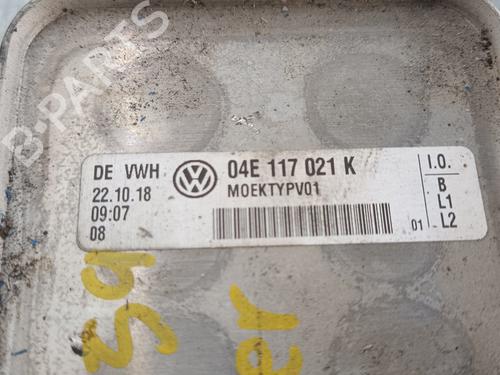 B-PARTS
DE VWH
22.10.18
09:07
08
04E 117 021 K
MOEKTYPV01
01
I.O.
B
L1
L2